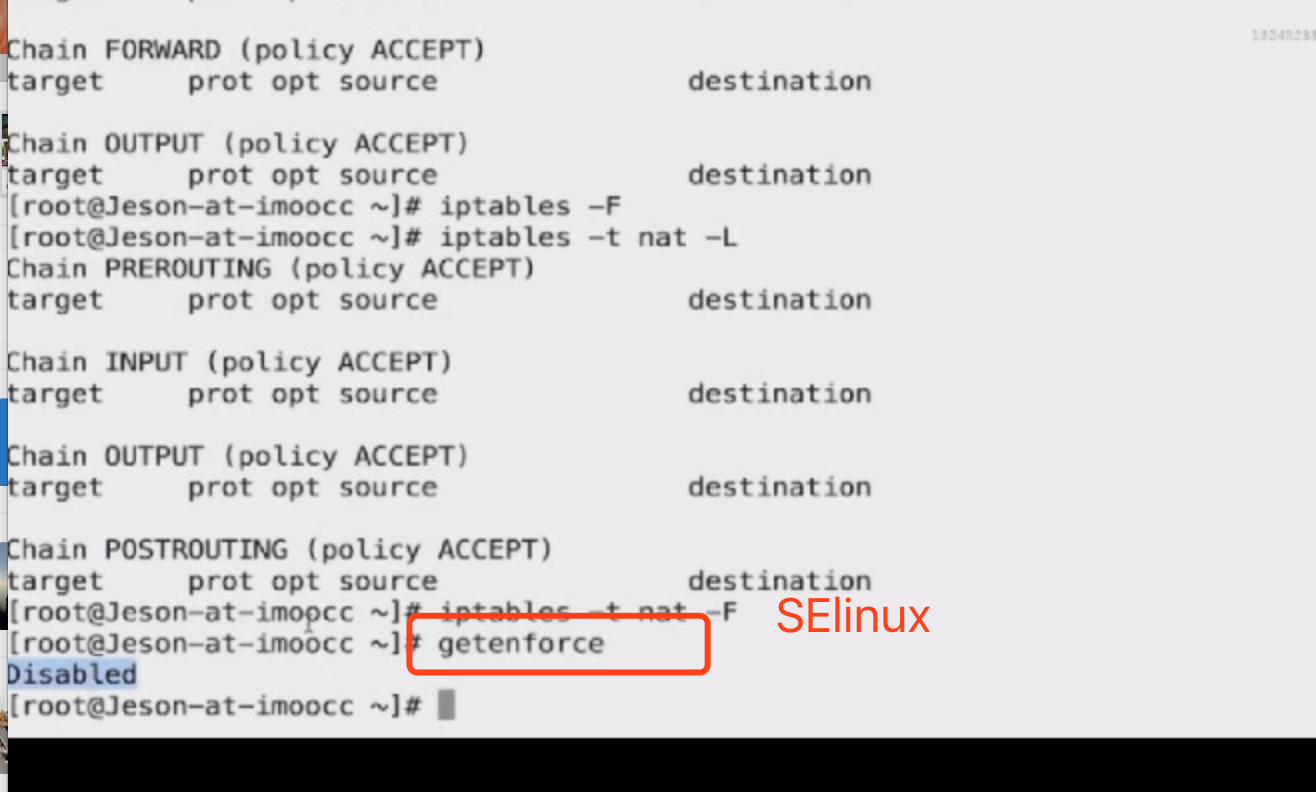 Chain FORWARD (policy ACCEPT)
target     prot opt source               destination
Chain OUTPUT (policy ACCEPT)
target     prot opt source               destination
[root@Jeson-at-imoocc ~]# iptables -F
[root@Jeson-at-imoocc ~]# iptables -t nat -L
Chain PREROUTING (policy ACCEPT)
target     prot opt source               destination
Chain INPUT (policy ACCEPT)
target     prot opt source               destination
Chain OUTPUT (policy ACCEPT)
target     prot opt source               destination
Chain POSTROUTING (policy ACCEPT)
target     prot opt source               destination
[root@Jeson-at-imoocc ~]# iptables -t nat -F
SElinux
[root@Jeson-at-imoocc ~]# getenforce
Disabled
[root@Jeson-at-imoocc ~]#